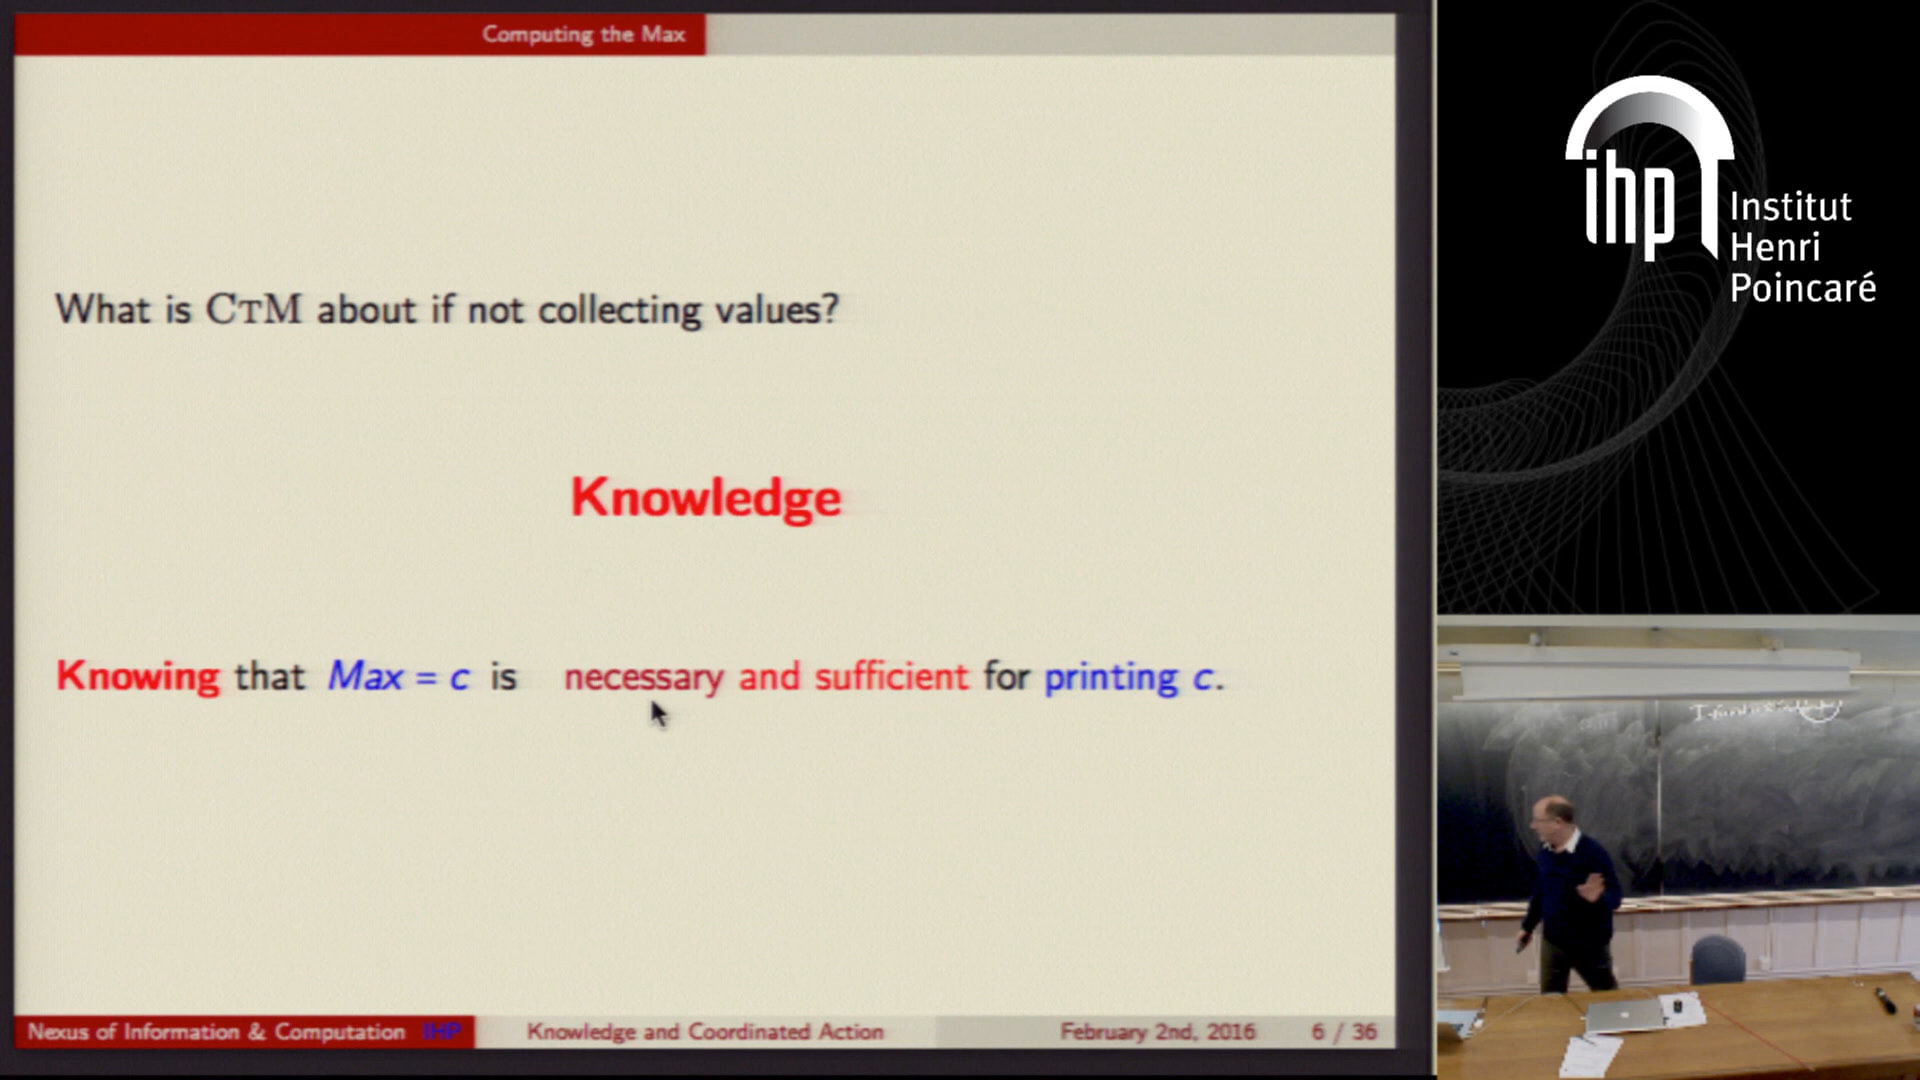 Computing the Max
What is CTM about if not collecting values?
Knowledge
Knowing that Max = c is necessary and sufficient for printing c.
Nexus of Information & Computation IHP Knowledge and Coordinated Action February 2nd, 2016 6 / 36
ihp
Institut
Henri
Poincaré